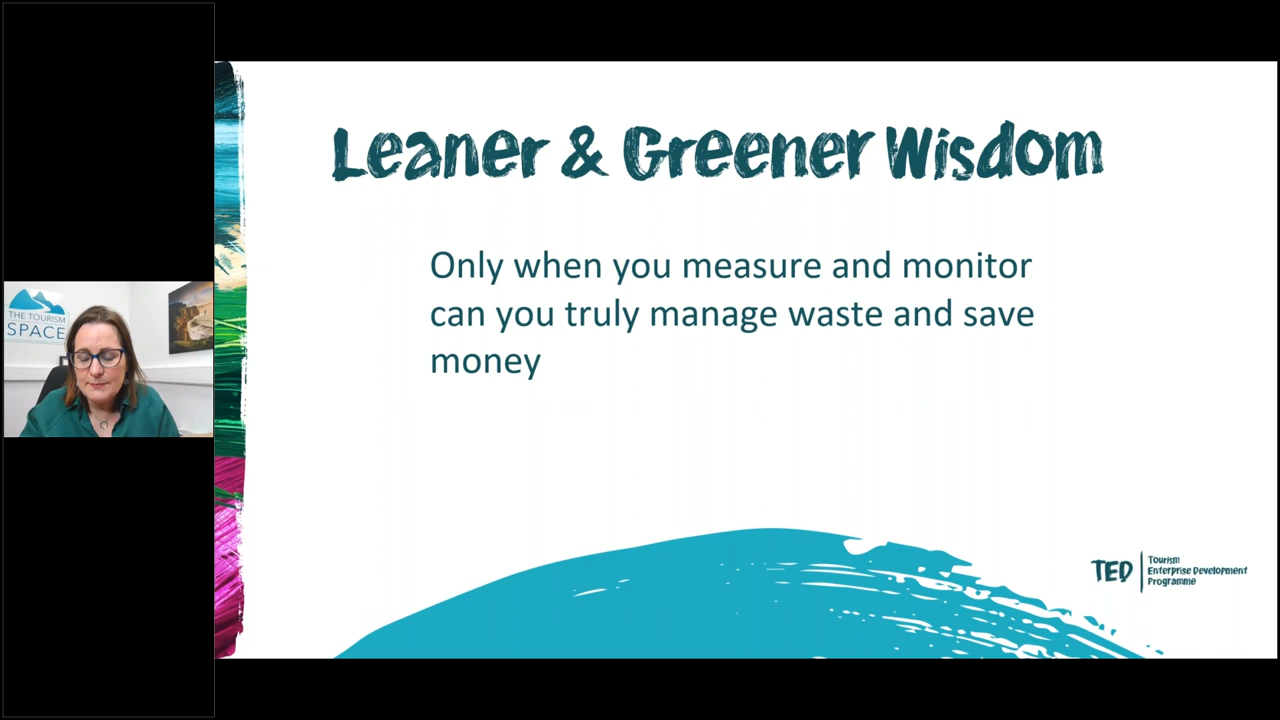 Leaner & Greener Wisdom
Only when you measure and monitor
can you truly manage waste and save
money
THE TOURISM
SPACE
TED
Tourism
Enterprise Development
Programme